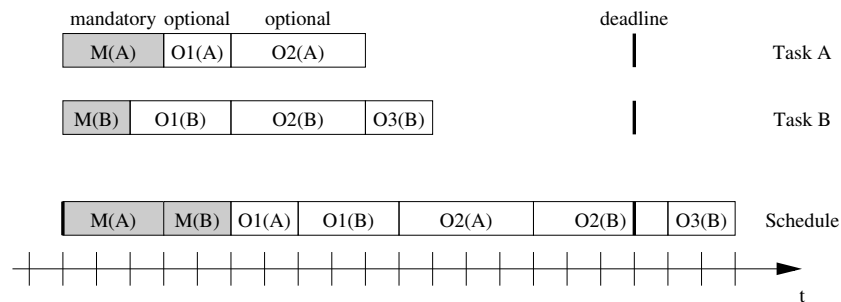 mandatory optional optional deadline
M(A) O1(A) O2(A) Task A
M(B) O1(B) O2(B) O3(B) Task B
M(A) M(B) O1(A) O1(B) O2(A) O2(B) O3(B) Schedule
t